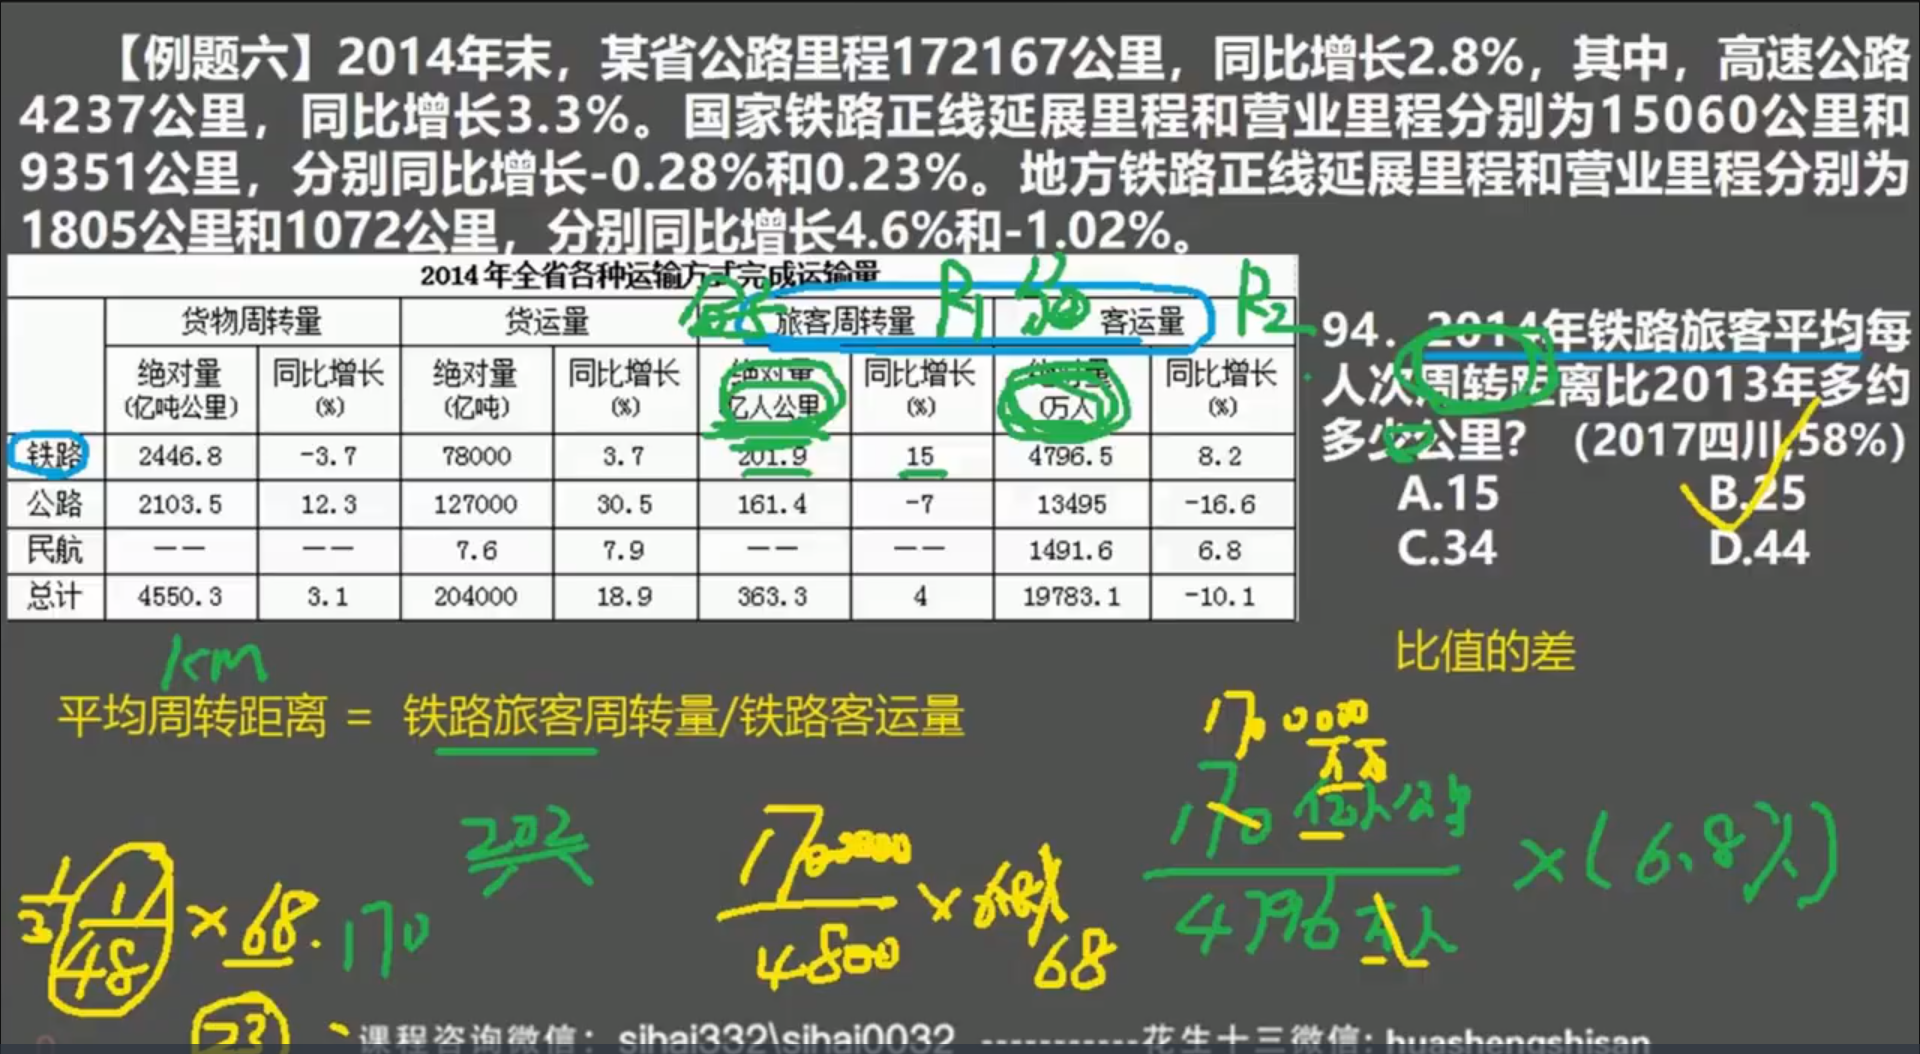 【例题六】2014年末，某省公路里程172167公里，同比增长2.8%，其中，高速公路
4237公里，同比增长3.3%。国家铁路正线延展里程和营业里程分别为15060公里和
9351公里，分别同比增长-0.28%和0.23%。地方铁路正线延展里程和营业里程分别为
1805公里和1072公里，分别同比增长4.6%和-1.02%。
2014年全省各种运输方式完成运输量
货物周转量 货运量 旅客周转量 R1 客运量 R2
绝对量 同比增长 绝对量 同比增长 绝对量 同比增长 绝对量 同比增长
(亿吨公里) (%) (亿吨) (%) 亿人公里 (%) (万人) (%)
铁路 2446.8 -3.7 78000 3.7 201.9 15 4796.5 8.2
公路 2103.5 12.3 127000 30.5 161.4 -7 13495 -16.6
民航 —— —— 7.6 7.9 —— —— 1491.6 6.8
总计 4550.3 3.1 204000 18.9 363.3 4 19783.1 -10.1
94．2014年铁路旅客平均每
人次周转距离比2013年多约
多少公里？（2017四川,58%）
A.15 B.25
C.34 D.44
比值的差
km
平均周转距离 = 铁路旅客周转量/铁路客运量
170 0000
万万
170亿人公里
4796万人
×(6.8%)
202
170 0000
4800
×6.8%
68
1
48
×68.
170
23
课程咨询微信：sihai332\sihai0032 -----------花生十三微信: huashengshisan